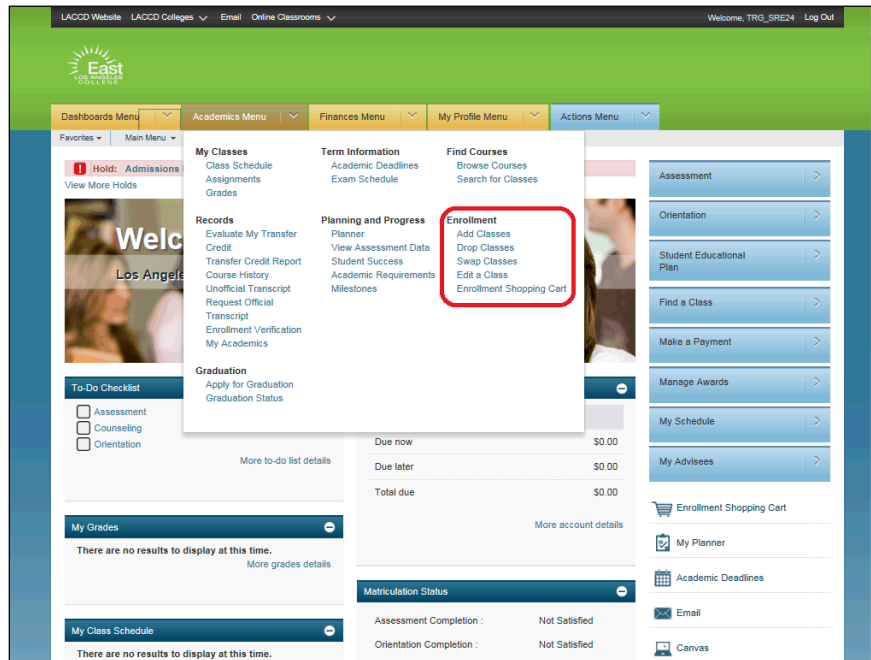 LACCD Website LACCD Colleges Email Online Classrooms Welcome, TRG_SRE24 Log Out
East
LOS ANGELES
COLLEGE
Dashboards Menu Academics Menu Finances Menu My Profile Menu Actions Menu
Favorites Main Menu
Hold: Admissions
View More Holds
Welc
Los Angele
My Classes
Class Schedule
Assignments
Grades
Term Information
Academic Deadlines
Exam Schedule
Find Courses
Browse Courses
Search for Classes
Records
Evaluate My Transfer
Credit
Transfer Credit Report
Course History
Unofficial Transcript
Request Official
Transcript
Enrollment Verification
My Academics
Planning and Progress
Planner
View Assessment Data
Student Success
Academic Requirements
Milestones
Enrollment
Add Classes
Drop Classes
Swap Classes
Edit a Class
Enrollment Shopping Cart
Graduation
Apply for Graduation
Graduation Status
To-Do Checklist
Assessment
Counseling
Orientation
More to-do list details
Due now $0.00
Due later $0.00
Total due $0.00
More account details
My Grades
There are no results to display at this time.
More grades details
Matriculation Status
Assessment Completion : Not Satisfied
Orientation Completion : Not Satisfied
My Class Schedule
There are no results to display at this time.
Assessment
Orientation
Student Educational
Plan
Find a Class
Make a Payment
Manage Awards
My Schedule
My Advisees
Enrollment Shopping Cart
My Planner
Academic Deadlines
Email
Canvas